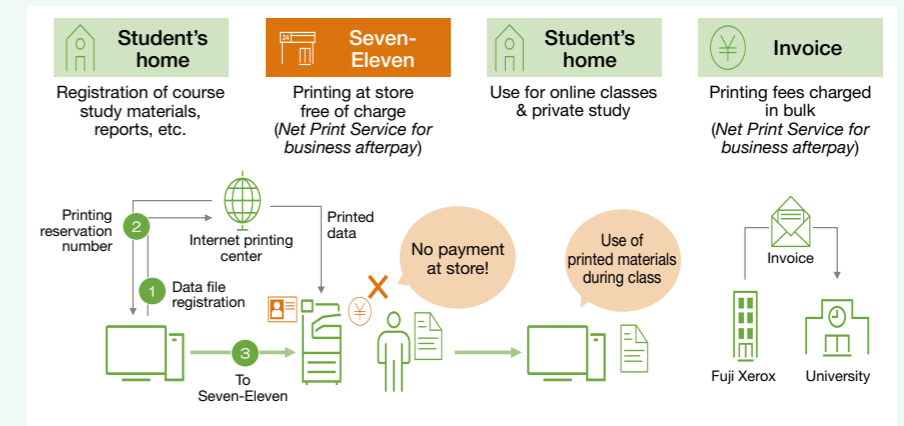 Student's
home
Seven-
Eleven
Student's
home
Invoice
Registration of course
study materials,
reports, etc.
Printing at store
free of charge
(Net Print Service for
business afterpay)
Use for online classes
& private study
Printing fees charged
in bulk
(Net Print Service for
business afterpay)
Printing
reservation
number
2
Internet printing
center
Printed
data
1
Data file
registration
3
To
Seven-Eleven
24
¥
¥
No payment
at store!
Use of
printed materials
during class
Invoice
Fuji Xerox
University